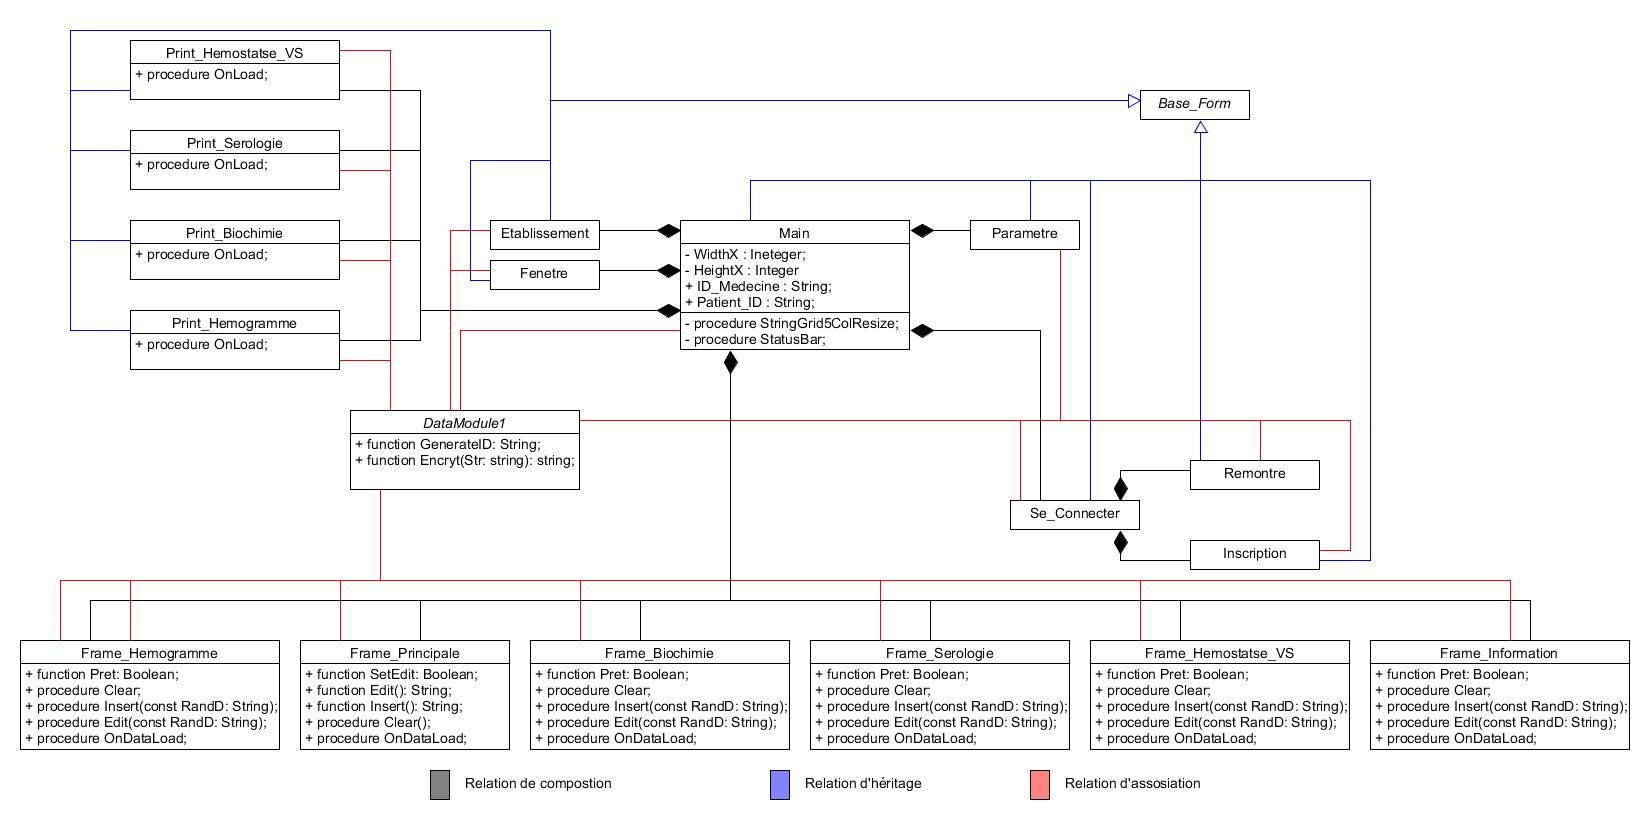 Print_Hemostatse_VS
+ procedure OnLoad;
Base_Form
Print_Serologie
+ procedure OnLoad;
Print_Biochimie
+ procedure OnLoad;
Etablissement
Main
Parametre
- WidthX : Ineteger;
- HeightX : Integer
+ ID_Medecine : String;
+ Patient_ID : String;
- procedure StringGrid5ColResize;
- procedure StatusBar;
Fenetre
Print_Hemogramme
+ procedure OnLoad;
DataModule1
+ function GenerateID: String;
+ function Encryt(Str: string): string;
Remontre
Se_Connecter
Inscription
Frame_Hemogramme
+ function Pret: Boolean;
+ procedure Clear;
+ procedure Insert(const RandD: String);
+ procedure Edit(const RandD: String);
+ procedure OnDataLoad;
Frame_Principale
+ function SetEdit: Boolean;
+ function Edit(): String;
+ function Insert(): String;
+ procedure Clear();
+ procedure OnDataLoad;
Frame_Biochimie
+ function Pret: Boolean;
+ procedure Clear;
+ procedure Insert(const RandD: String);
+ procedure Edit(const RandD: String);
+ procedure OnDataLoad;
Frame_Serologie
+ function Pret: Boolean;
+ procedure Clear;
+ procedure Insert(const RandD: String);
+ procedure Edit(const RandD: String);
+ procedure OnDataLoad;
Frame_Hemostatse_VS
+ function Pret: Boolean;
+ procedure Clear;
+ procedure Insert(const RandD: String);
+ procedure Edit(const RandD: String);
+ procedure OnDataLoad;
Frame_Information
+ function Pret: Boolean;
+ procedure Clear;
+ procedure Insert(const RandD: String);
+ procedure Edit(const RandD: String);
+ procedure OnDataLoad;
Relation de compostion
Relation d'héritage
Relation d'assosiation